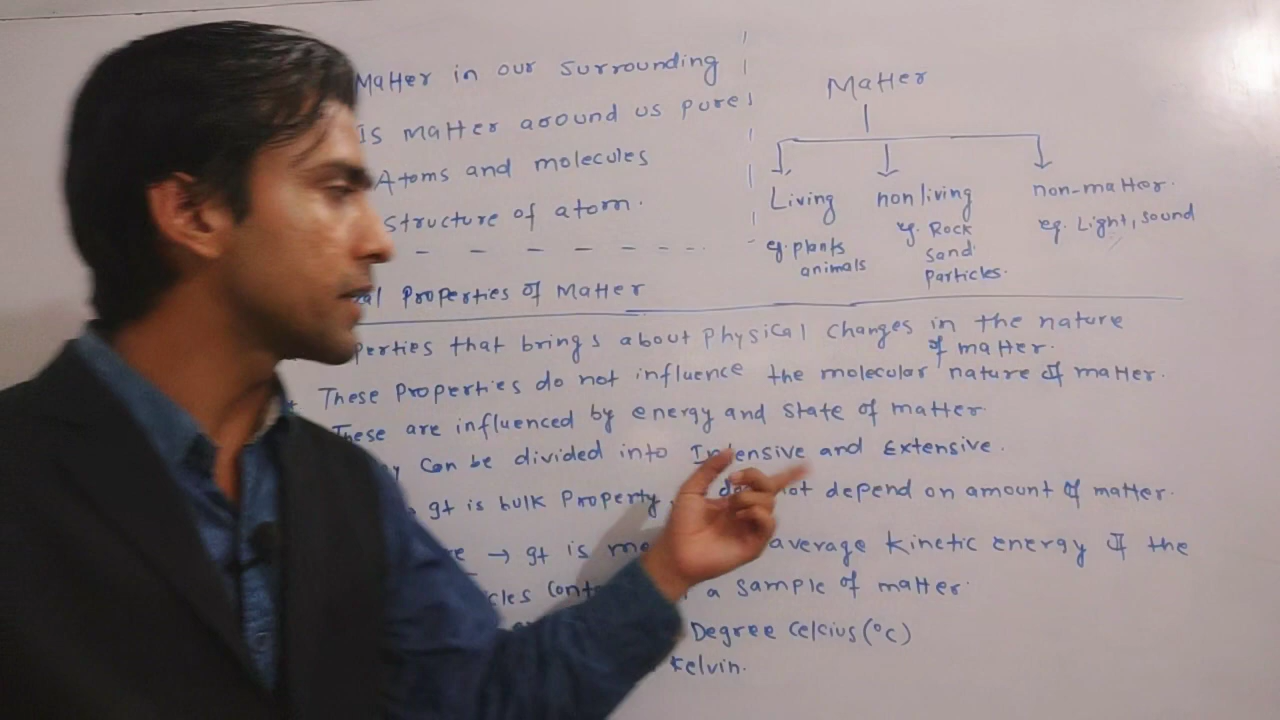 Matter in our surrounding
Is matter around us pure
Atoms and molecules
structure of atom.
Properties of Matter
Matter
Living
eg. plants
animals
non living
eg. Rock
sand
Particles.
non-matter.
eg. Light, sound
that brings about physical changes in the nature
of matter.
These Properties do not influence the molecular nature of matter.
These are influenced by energy and state of matter.
can be divided into Intensive and Extensive.
It is bulk Property, not depend on amount of matter.
→ It is average kinetic energy of the
a sample of matter.
Degree Celcius (°C)
Kelvin.